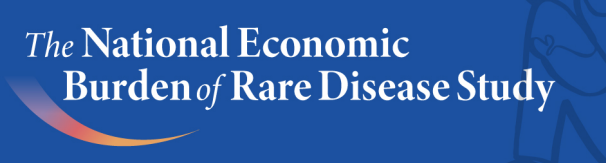 The National Economic
Burden of Rare Disease Study